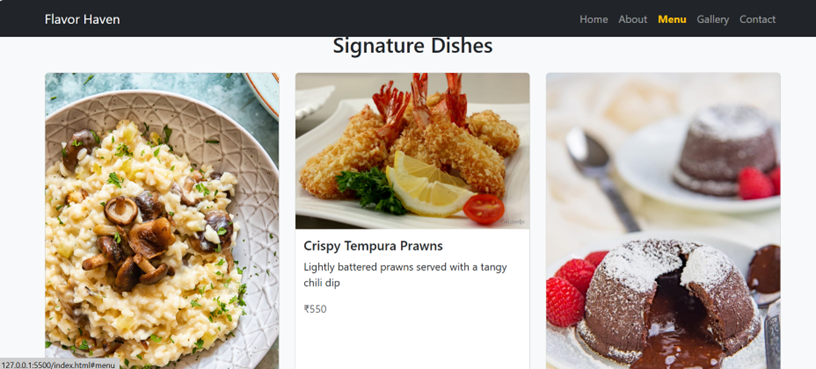 Flavor Haven
Home About Menu Gallery Contact
Signature Dishes
Crispy Tempura Prawns
Lightly battered prawns served with a tangy
chili dip
₹550
127.0.0.1:5500/index.html#menu